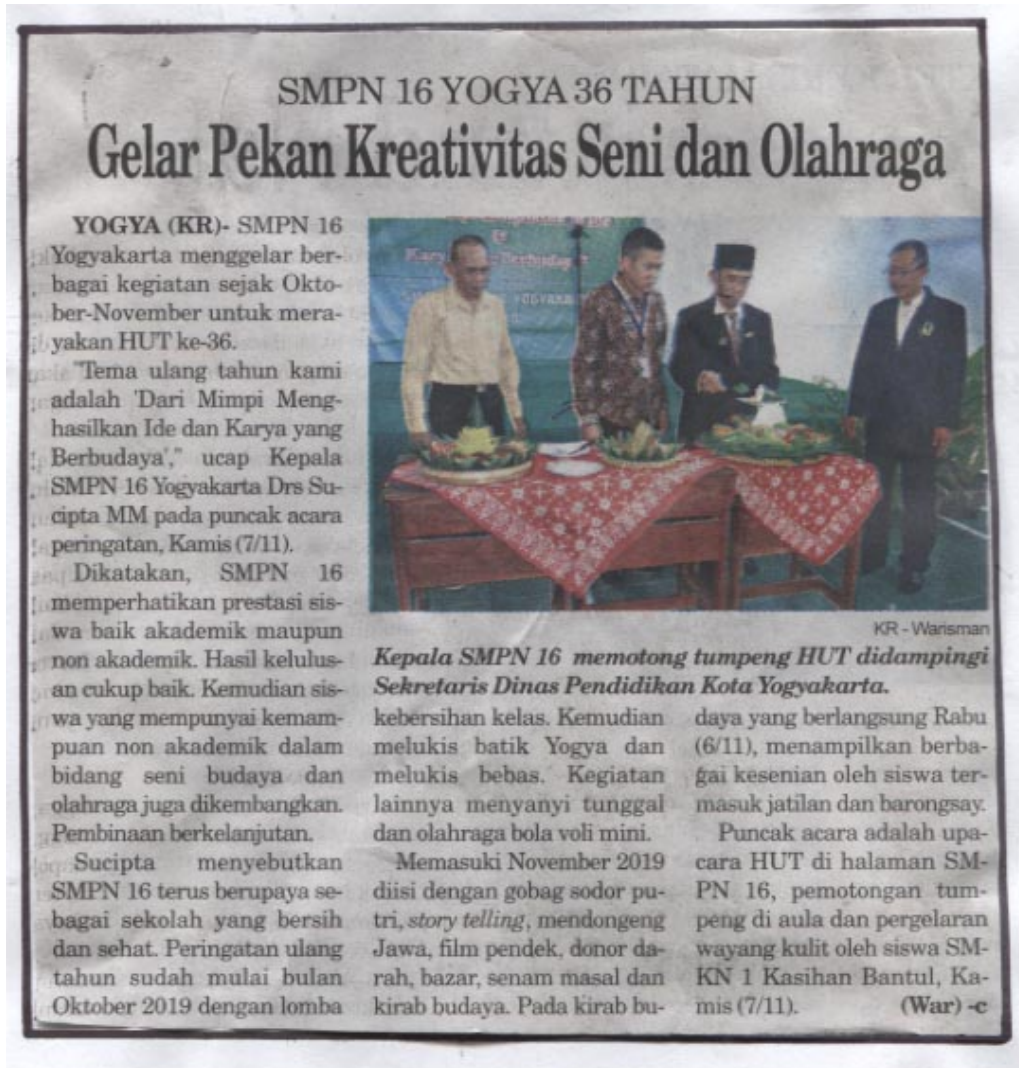 SMPN 16 YOGYA 36 TAHUN
Gelar Pekan Kreativitas Seni dan Olahraga
YOGYA (KR)- SMPN 16
Yogyakarta menggelar ber-
bagai kegiatan sejak Okto-
ber-November untuk mera-
yakan HUT ke-36.
"Tema ulang tahun kami
adalah 'Dari Mimpi Meng-
hasilkan Ide dan Karya yang
Berbudaya'," ucap Kepala
SMPN 16 Yogyakarta Drs Su-
cipta MM pada puncak acara
peringatan, Kamis (7/11).
Dikatakan, SMPN 16
memperhatikan prestasi sis-
wa baik akademik maupun
non akademik. Hasil kelulus-
an cukup baik. Kemudian sis-
wa yang mempunyai kemam-
puan non akademik dalam
bidang seni budaya dan
olahraga juga dikembangkan.
Pembinaan berkelanjutan.
Sucipta menyebutkan
SMPN 16 terus berupaya se-
bagai sekolah yang bersih
dan sehat. Peringatan ulang
tahun sudah mulai bulan
Oktober 2019 dengan lomba
KR - Warisman
Kepala SMPN 16 memotong tumpeng HUT didampingi
Sekretaris Dinas Pendidikan Kota Yogyakarta.
kebersihan kelas. Kemudian
melukis batik Yogya dan
melukis bebas. Kegiatan
lainnya menyanyi tunggal
dan olahraga bola voli mini.
Memasuki November 2019
diisi dengan gobag sodor pu-
tri, story telling, mendongeng
Jawa, film pendek, donor da-
rah, bazar, senam masal dan
kirab budaya. Pada kirab bu-
daya yang berlangsung Rabu
(6/11), menampilkan berba-
gai kesenian oleh siswa ter-
masuk jatilan dan barongsay.
Puncak acara adalah upa-
cara HUT di halaman SM-
PN 16, pemotongan tum-
peng di aula dan pergelaran
wayang kulit oleh siswa SM-
KN 1 Kasihan Bantul, Ka-
mis (7/11). (War) -c